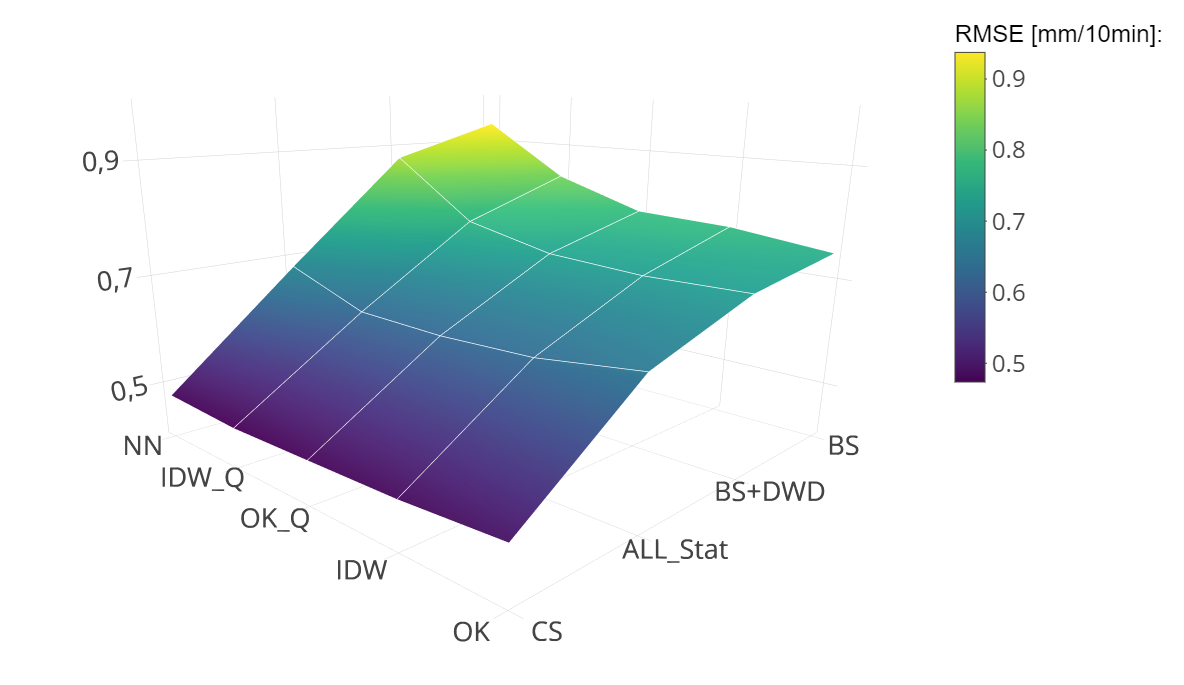 RMSE [mm/10min]:
0.9
0.8
0.7
0.6
0.5
0,9
0,7
0,5
NN
IDW_Q
OK_Q
IDW
OK
CS
ALL_Stat
BS+DWD
BS